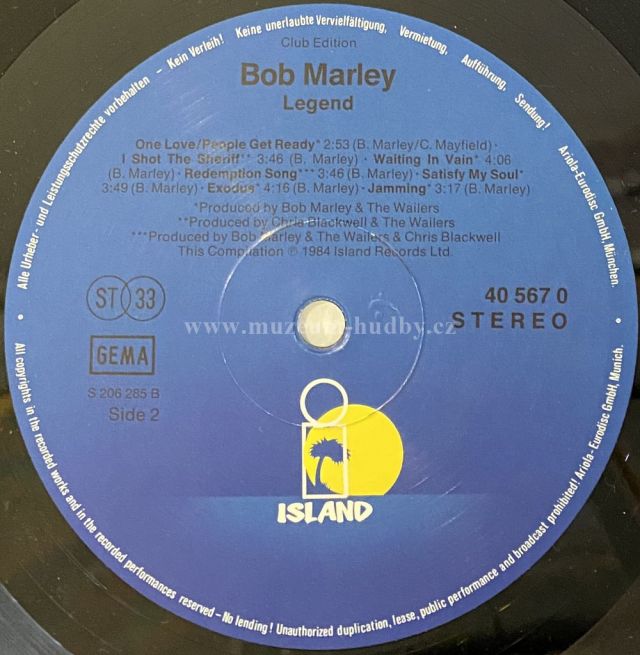 Alle Urheber- und Leistungsschutzrechte vorbehalten - Kein Verleih! Keine unerlaubte Vervielfältigung, Vermietung, Aufführung, Sendung! Ariola-Eurodisc GmbH, München.
Club Edition
Bob Marley
Legend
One Love/People Get Ready* 2:53 (B. Marley/C. Mayfield) ·
I Shot The Sheriff** 3:46 (B. Marley) · Waiting In Vain* 4:06
(B. Marley) · Redemption Song*** 3:46 (B. Marley) · Satisfy My Soul*
3:49 (B. Marley) · Exodus* 4:16 (B. Marley) · Jamming* 3:17 (B. Marley)
*Produced by Bob Marley & The Wailers
**Produced by Chris Blackwell & The Wailers
***Produced by Bob Marley & The Wailers & Chris Blackwell
This Compilation ℗ 1984 Island Records Ltd.
ST 33
40 567 0
STEREO
www.muzeum-hudby.cz
GEMA
S 206 285 B
Side 2
ISLAND
All copyrights in the recorded works and in the recorded performances reserved - No lending! Unauthorized duplication, lease, public performance and broadcast prohibited! Ariola-Eurodisc GmbH, Munich.